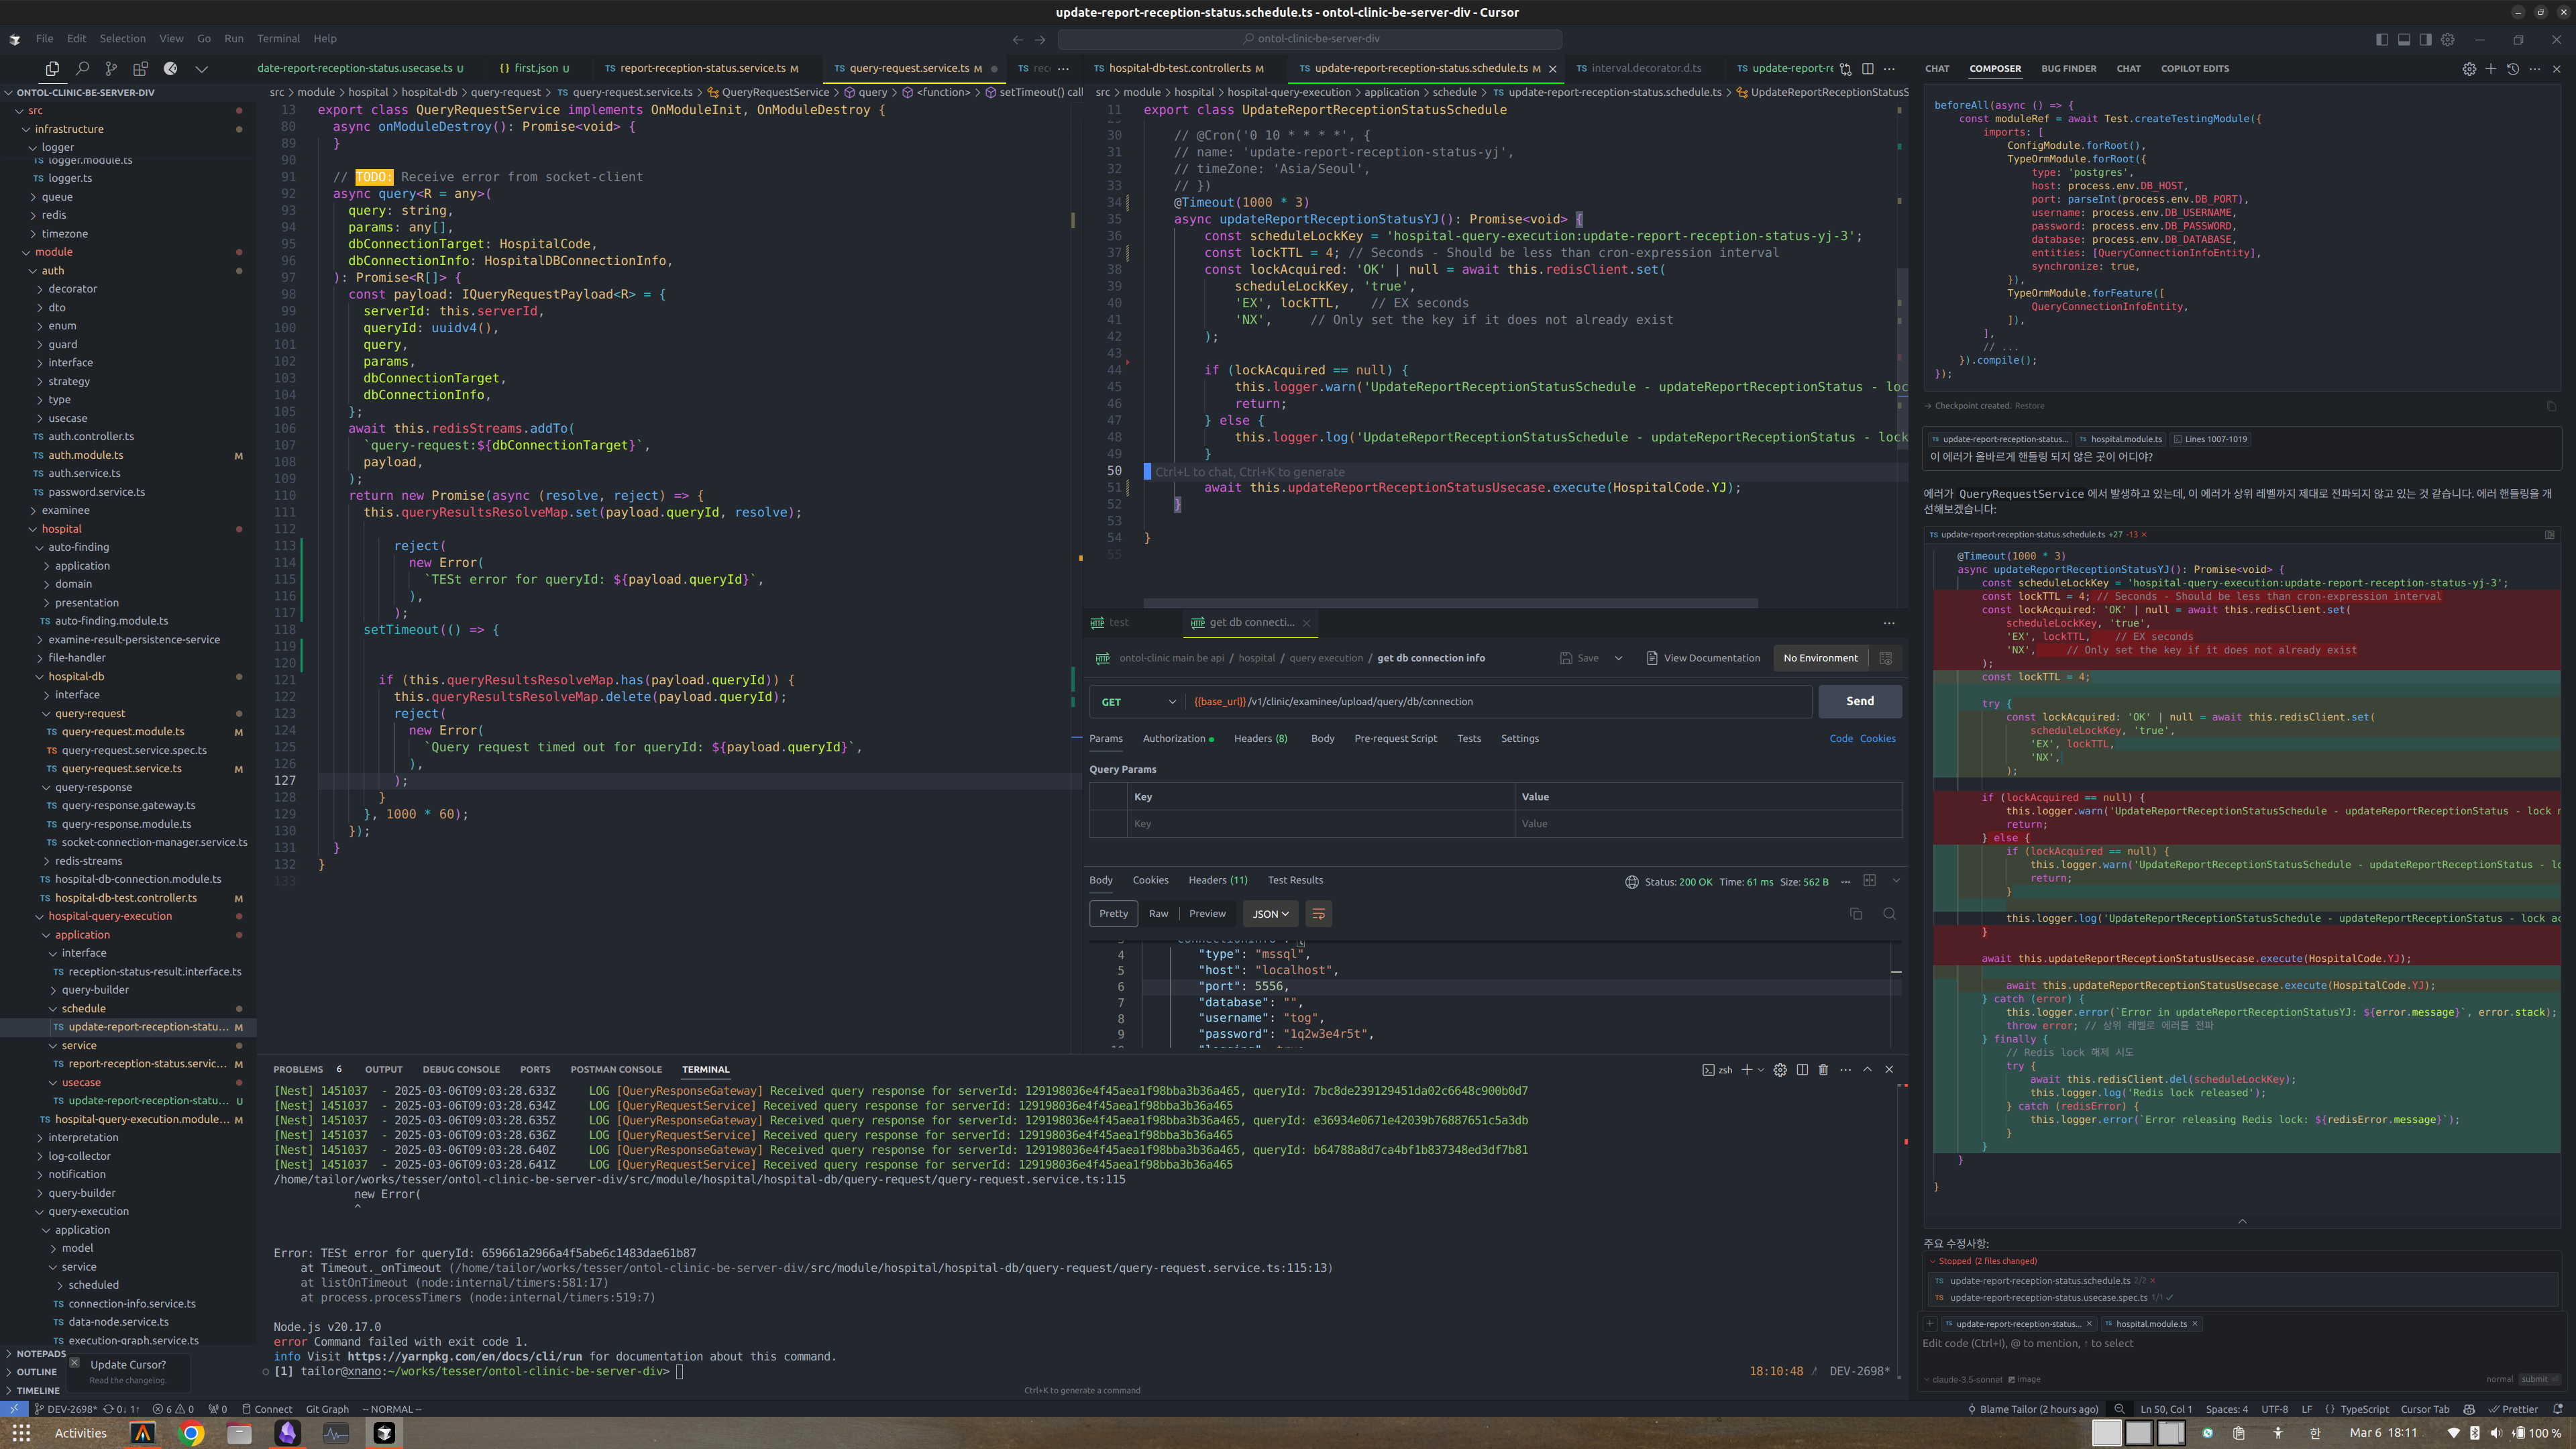 update-report-reception-status.schedule.ts - ontol-clinic-be-server-div - Cursor
File Edit Selection View Go Run Terminal Help
ontol-clinic-be-server-div
date-report-reception-status.usecase.ts U
{} first.json U
TS report-reception-status.service.ts M
TS query-request.service.ts M
TS rec
TS hospital-db-test.controller.ts M
TS update-report-reception-status.schedule.ts M
TS interval.decorator.d.ts
TS update-report-re
CHAT COMPOSER BUG FINDER CHAT COPILOT EDITS
ONTOL-CLINIC-BE-SERVER-DIV
src
infrastructure
logger
TS logger.module.ts
TS logger.ts
queue
redis
timezone
module
auth
decorator
dto
enum
guard
interface
strategy
type
usecase
TS auth.controller.ts
TS auth.module.ts M
TS auth.service.ts
TS password.service.ts
examinee
hospital
auto-finding
application
domain
presentation
TS auto-finding.module.ts
examine-result-persistence-service
file-handler
hospital-db
interface
query-request
TS query-request.module.ts M
TS query-request.service.spec.ts
TS query-request.service.ts M
query-response
TS query-response.gateway.ts
TS query-response.module.ts
TS socket-connection-manager.service.ts
redis-streams
TS hospital-db-connection.module.ts
TS hospital-db-test.controller.ts M
hospital-query-execution
application
interface
TS reception-status-result.interface.ts
query-builder
schedule
TS update-report-reception-statu... M
service
TS report-reception-status.servic... M
usecase
TS update-report-reception-statu... U
TS hospital-query-execution.module... M
interpretation
log-collector
notification
query-builder
query-execution
application
model
service
scheduled
TS connection-info.service.ts
TS data-node.service.ts
TS execution-graph.service.ts
NOTEPADS
OUTLINE
TIMELINE
Update Cursor?
Read the changelog.
src > module > hospital > hospital-db > query-request > TS query-request.service.ts > QueryRequestService > query > <function> > setTimeout() call
13 export class QueryRequestService implements OnModuleInit, OnModuleDestroy {
80 async onModuleDestroy(): Promise<void> {
89 }
90
91 // TODO: Receive error from socket-client
92 async query<R = any>(
93 query: string,
94 params: any[],
95 dbConnectionTarget: HospitalCode,
96 dbConnectionInfo: HospitalDBConnectionInfo,
97 ): Promise<R[]> {
98 const payload: IQueryRequestPayload<R> = {
99 serverId: this.serverId,
100 queryId: uuidv4(),
101 query,
102 params,
103 dbConnectionTarget,
104 dbConnectionInfo,
105 };
106 await this.redisStreams.addTo(
107 `query-request:${dbConnectionTarget}`,
108 payload,
109 );
110 return new Promise(async (resolve, reject) => {
111 this.queryResultsResolveMap.set(payload.queryId, resolve);
112
113 reject(
114 new Error(
115 `TESt error for queryId: ${payload.queryId}`,
116 ),
117 );
118 setTimeout(() => {
119
120
121 if (this.queryResultsResolveMap.has(payload.queryId)) {
122 this.queryResultsResolveMap.delete(payload.queryId);
123 reject(
124 new Error(
125 `Query request timed out for queryId: ${payload.queryId}`,
126 ),
127 );
128 }
129 }, 1000 * 60);
130 });
131 }
132 }
133
src > module > hospital > hospital-query-execution > application > schedule > TS update-report-reception-status.schedule.ts > UpdateReportReceptionStatusS
11 export class UpdateReportReceptionStatusSchedule
30 // @Cron('0 10 * * * *', {
31 // name: 'update-report-reception-status-yj',
32 // timeZone: 'Asia/Seoul',
33 // })
34 @Timeout(1000 * 3)
35 async updateReportReceptionStatusYJ(): Promise<void> {
36 const scheduleLockKey = 'hospital-query-execution:update-report-reception-status-yj-3';
37 const lockTTL = 4; // Seconds - Should be less than cron-expression interval
38 const lockAcquired: 'OK' | null = await this.redisClient.set(
39 scheduleLockKey, 'true',
40 'EX', lockTTL, // EX seconds
41 'NX', // Only set the key if it does not already exist
42 );
43
44 if (lockAcquired == null) {
45 this.logger.warn('UpdateReportReceptionStatusSchedule - updateReportReceptionStatus - loc
46 return;
47 } else {
48 this.logger.log('UpdateReportReceptionStatusSchedule - updateReportReceptionStatus - lock
49 }
50 Ctrl+L to chat, Ctrl+K to generate
51 await this.updateReportReceptionStatusUsecase.execute(HospitalCode.YJ);
52 }
53
54 }
55
HTTP test
HTTP get db connecti...
HTTP ontol-clinic main be api / hospital / query execution / get db connection info
Save
View Documentation
No Environment
GET
{{base_url}}/v1/clinic/examinee/upload/query/db/connection
Send
Params Authorization Headers (8) Body Pre-request Script Tests Settings
Code Cookies
Query Params
Key Value
Key Value
Body Cookies Headers (11) Test Results
Status: 200 OK Time: 61 ms Size: 562 B
Pretty Raw Preview JSON
4 "type": "mssql",
5 "host": "localhost",
6 "port": 5556,
7 "database": "",
8 "username": "tog",
9 "password": "1q2w3e4r5t",
PROBLEMS 6 OUTPUT DEBUG CONSOLE PORTS POSTMAN CONSOLE TERMINAL
zsh
[Nest] 1451037 - 2025-03-06T09:03:28.633Z LOG [QueryResponseGateway] Received query response for serverId: 129198036e4f45aea1f98bba3b36a465, queryId: 7bc8de239129451da02c6648c900b0d7
[Nest] 1451037 - 2025-03-06T09:03:28.634Z LOG [QueryRequestService] Received query response for serverId: 129198036e4f45aea1f98bba3b36a465
[Nest] 1451037 - 2025-03-06T09:03:28.635Z LOG [QueryResponseGateway] Received query response for serverId: 129198036e4f45aea1f98bba3b36a465, queryId: e36934e0671e42039b76887651c5a3db
[Nest] 1451037 - 2025-03-06T09:03:28.636Z LOG [QueryRequestService] Received query response for serverId: 129198036e4f45aea1f98bba3b36a465
[Nest] 1451037 - 2025-03-06T09:03:28.640Z LOG [QueryResponseGateway] Received query response for serverId: 129198036e4f45aea1f98bba3b36a465, queryId: b64788a8d7ca4bf1b837348ed3df7b81
[Nest] 1451037 - 2025-03-06T09:03:28.641Z LOG [QueryRequestService] Received query response for serverId: 129198036e4f45aea1f98bba3b36a465
/home/tailor/works/tesser/ontol-clinic-be-server-div/src/module/hospital/hospital-db/query-request/query-request.service.ts:115
new Error(
^
Error: TESt error for queryId: 659661a2966a4f5abe6c1483dae61b87
at Timeout._onTimeout (/home/tailor/works/tesser/ontol-clinic-be-server-div/src/module/hospital/hospital-db/query-request/query-request.service.ts:115:13)
at listOnTimeout (node:internal/timers:581:17)
at process.processTimers (node:internal/timers:519:7)
Node.js v20.17.0
error Command failed with exit code 1.
info Visit https://yarnpkg.com/en/docs/cli/run for documentation about this command.
[1] tailor@xnano:~/works/tesser/ontol-clinic-be-server-div>
18:10:48 DEV-2698*
Ctrl+K to generate a command
beforeAll(async () => {
const moduleRef = await Test.createTestingModule({
imports: [
ConfigModule.forRoot(),
TypeOrmModule.forRoot({
type: 'postgres',
host: process.env.DB_HOST,
port: parseInt(process.env.DB_PORT),
username: process.env.DB_USERNAME,
password: process.env.DB_PASSWORD,
database: process.env.DB_DATABASE,
entities: [QueryConnectionInfoEntity],
synchronize: true,
}),
TypeOrmModule.forFeature([
QueryConnectionInfoEntity,
]),
],
// ...
}).compile();
});
Checkpoint created. Restore
TS update-report-reception-status... TS hospital.module.ts Lines 1007-1019
이 에러가 올바르게 핸들링 되지 않은 곳이 어디야?
에러가 QueryRequestService 에서 발생하고 있는데, 이 에러가 상위 레벨까지 제대로 전파되지 않고 있는 것 같습니다. 에러 핸들링을 개
선해보겠습니다:
TS update-report-reception-status.schedule.ts +27 -13
@Timeout(1000 * 3)
async updateReportReceptionStatusYJ(): Promise<void> {
const scheduleLockKey = 'hospital-query-execution:update-report-reception-status-yj-3';
const lockTTL = 4; // Seconds - Should be less than cron-expression interval
const lockAcquired: 'OK' | null = await this.redisClient.set(
scheduleLockKey, 'true',
'EX', lockTTL, // EX seconds
'NX', // Only set the key if it does not already exist
);
const lockTTL = 4;
try {
const lockAcquired: 'OK' | null = await this.redisClient.set(
scheduleLockKey, 'true',
'EX', lockTTL,
'NX',
);
if (lockAcquired == null) {
this.logger.warn('UpdateReportReceptionStatusSchedule - updateReportReceptionStatus - lock n
return;
} else {
if (lockAcquired == null) {
this.logger.warn('UpdateReportReceptionStatusSchedule - updateReportReceptionStatus - lo
return;
}
this.logger.log('UpdateReportReceptionStatusSchedule - updateReportReceptionStatus - lock ac
}
await this.updateReportReceptionStatusUsecase.execute(HospitalCode.YJ);
await this.updateReportReceptionStatusUsecase.execute(HospitalCode.YJ);
} catch (error) {
this.logger.error(`Error in updateReportReceptionStatusYJ: ${error.message}`, error.stack);
throw error; // 상위 레벨로 에러를 전파
} finally {
// Redis lock 해제 시도
try {
await this.redisClient.del(scheduleLockKey);
this.logger.log('Redis lock released');
} catch (redisError) {
this.logger.error(`Error releasing Redis lock: ${redisError.message}`);
}
}
}
}
주요 수정사항:
Stopped (2 files changed)
TS update-report-reception-status.schedule.ts 2/2
TS update-report-reception-status.usecase.spec.ts 1/1
TS update-report-reception-status... TS hospital.module.ts
Edit code (Ctrl+I), @ to mention, ↑ to select
claude-3.5-sonnet image
normal submit
DEV-2698* 0↓ 1↑ 6 0 0 Connect Git Graph -- NORMAL --
Blame Tailor (2 hours ago) Ln 50, Col 1 Spaces: 4 UTF-8 LF {} TypeScript Cursor Tab Prettier
Activities
한
Mar 6 18:11
100 %